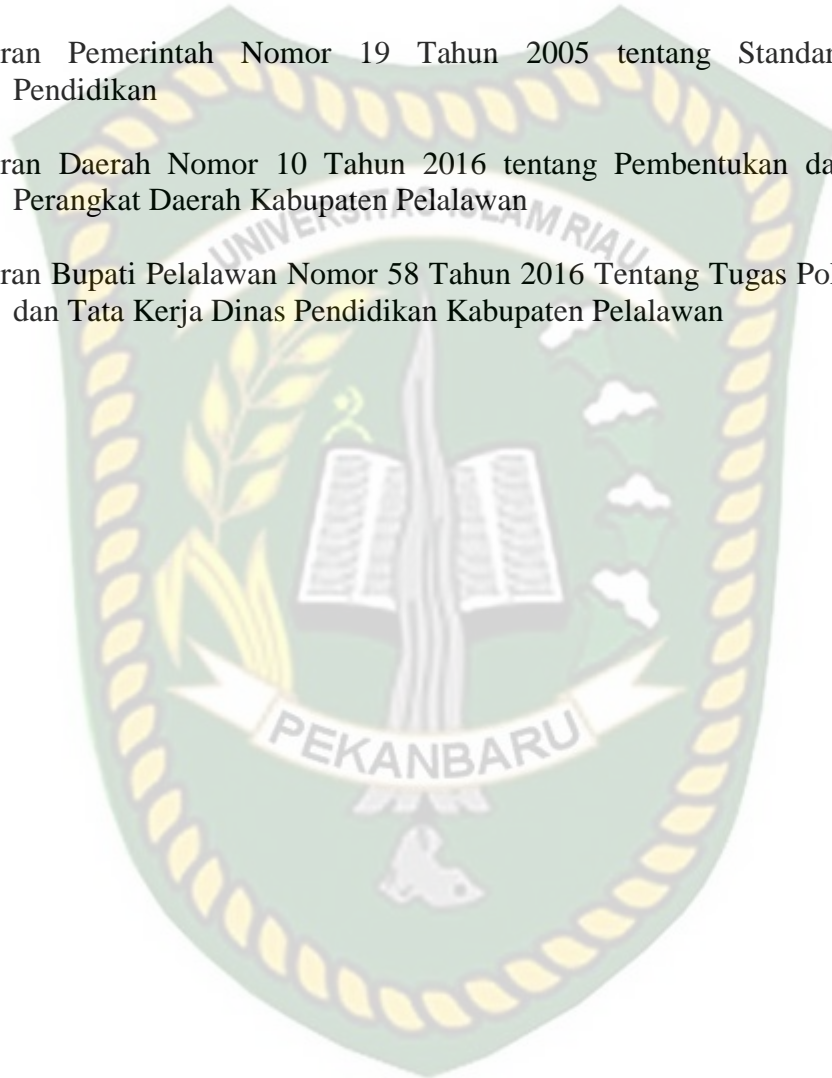 ran Pemerintah Nomor 19 Tahun 2005 tentang Standar
Pendidikan
ran Daerah Nomor 10 Tahun 2016 tentang Pembentukan da
Perangkat Daerah Kabupaten Pelalawan
UNIVERSITAS ISLAM RIAU
ran Bupati Pelalawan Nomor 58 Tahun 2016 Tentang Tugas Pol
dan Tata Kerja Dinas Pendidikan Kabupaten Pelalawan
PEKANBARU